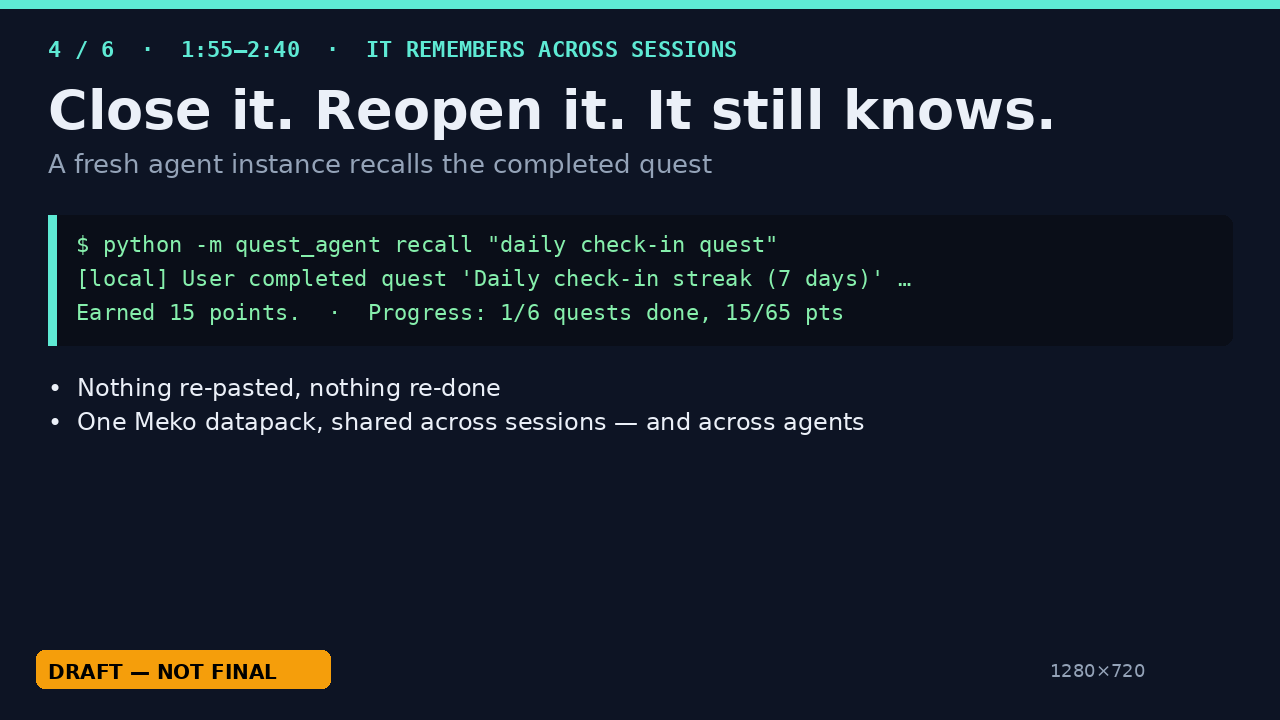 4 / 6 · 1:55–2:40 · IT REMEMBERS ACROSS SESSIONS
Close it. Reopen it. It still knows.
A fresh agent instance recalls the completed quest
$ python -m quest_agent recall "daily check-in quest"
[local] User completed quest 'Daily check-in streak (7 days)' …
Earned 15 points. · Progress: 1/6 quests done, 15/65 pts
• Nothing re-pasted, nothing re-done
• One Meko datapack, shared across sessions — and across agents
DRAFT — NOT FINAL
1280×720